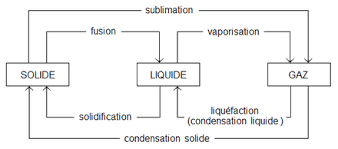 sublimation
fusion
vaporisation
SOLIDE
LIQUIDE
GAZ
solidification
liquéfaction
(condensation liquide )
condensation solide